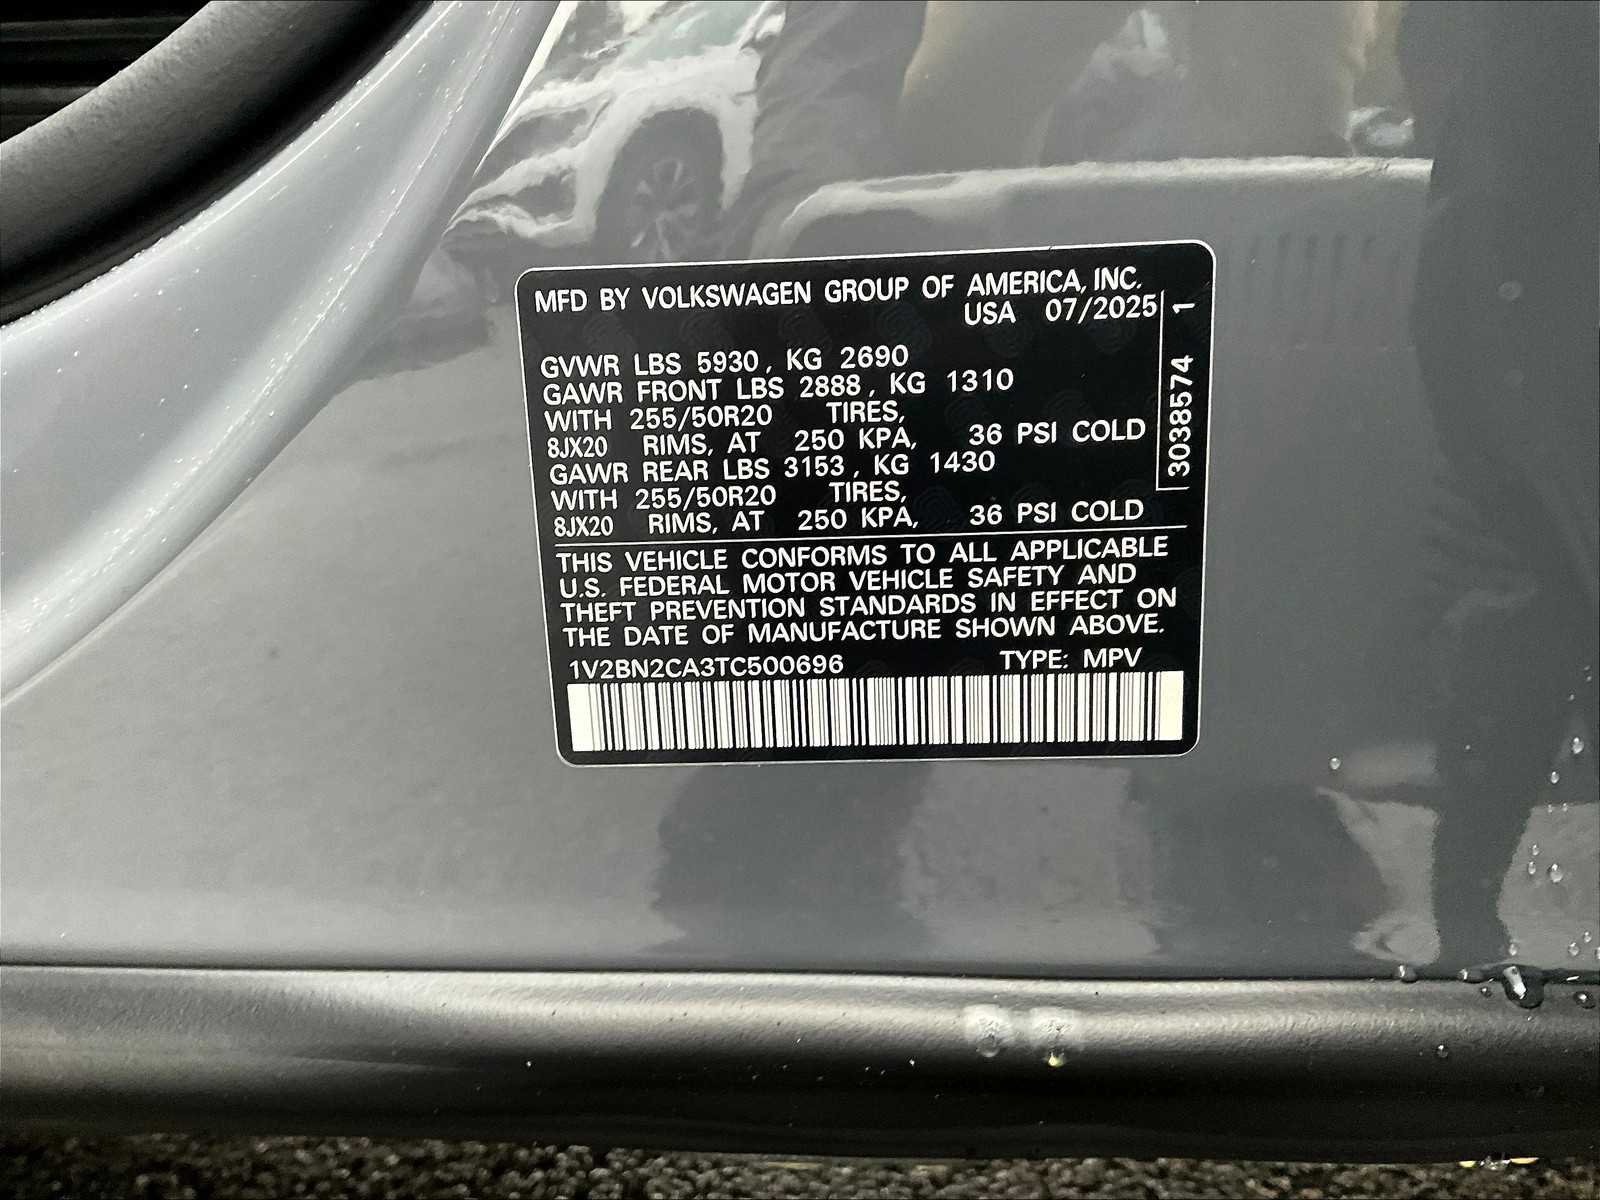 MFD BY VOLKSWAGEN GROUP OF AMERICA, INC.
USA 07/2025
GVWR LBS 5930, KG 2690
GAWR FRONT LBS 2888, KG 1310
WITH 255/50R20 TIRES,
8JX20 RIMS, AT 250 KPA, 36 PSI COLD
GAWR REAR LBS 3153, KG 1430
WITH 255/50R20 TIRES,
8JX20 RIMS, AT 250 KPA, 36 PSI COLD
THIS VEHICLE CONFORMS TO ALL APPLICABLE
U.S. FEDERAL MOTOR VEHICLE SAFETY AND
THEFT PREVENTION STANDARDS IN EFFECT ON
THE DATE OF MANUFACTURE SHOWN ABOVE.
1V2BN2CA3TC500696 TYPE: MPV
3038574 1